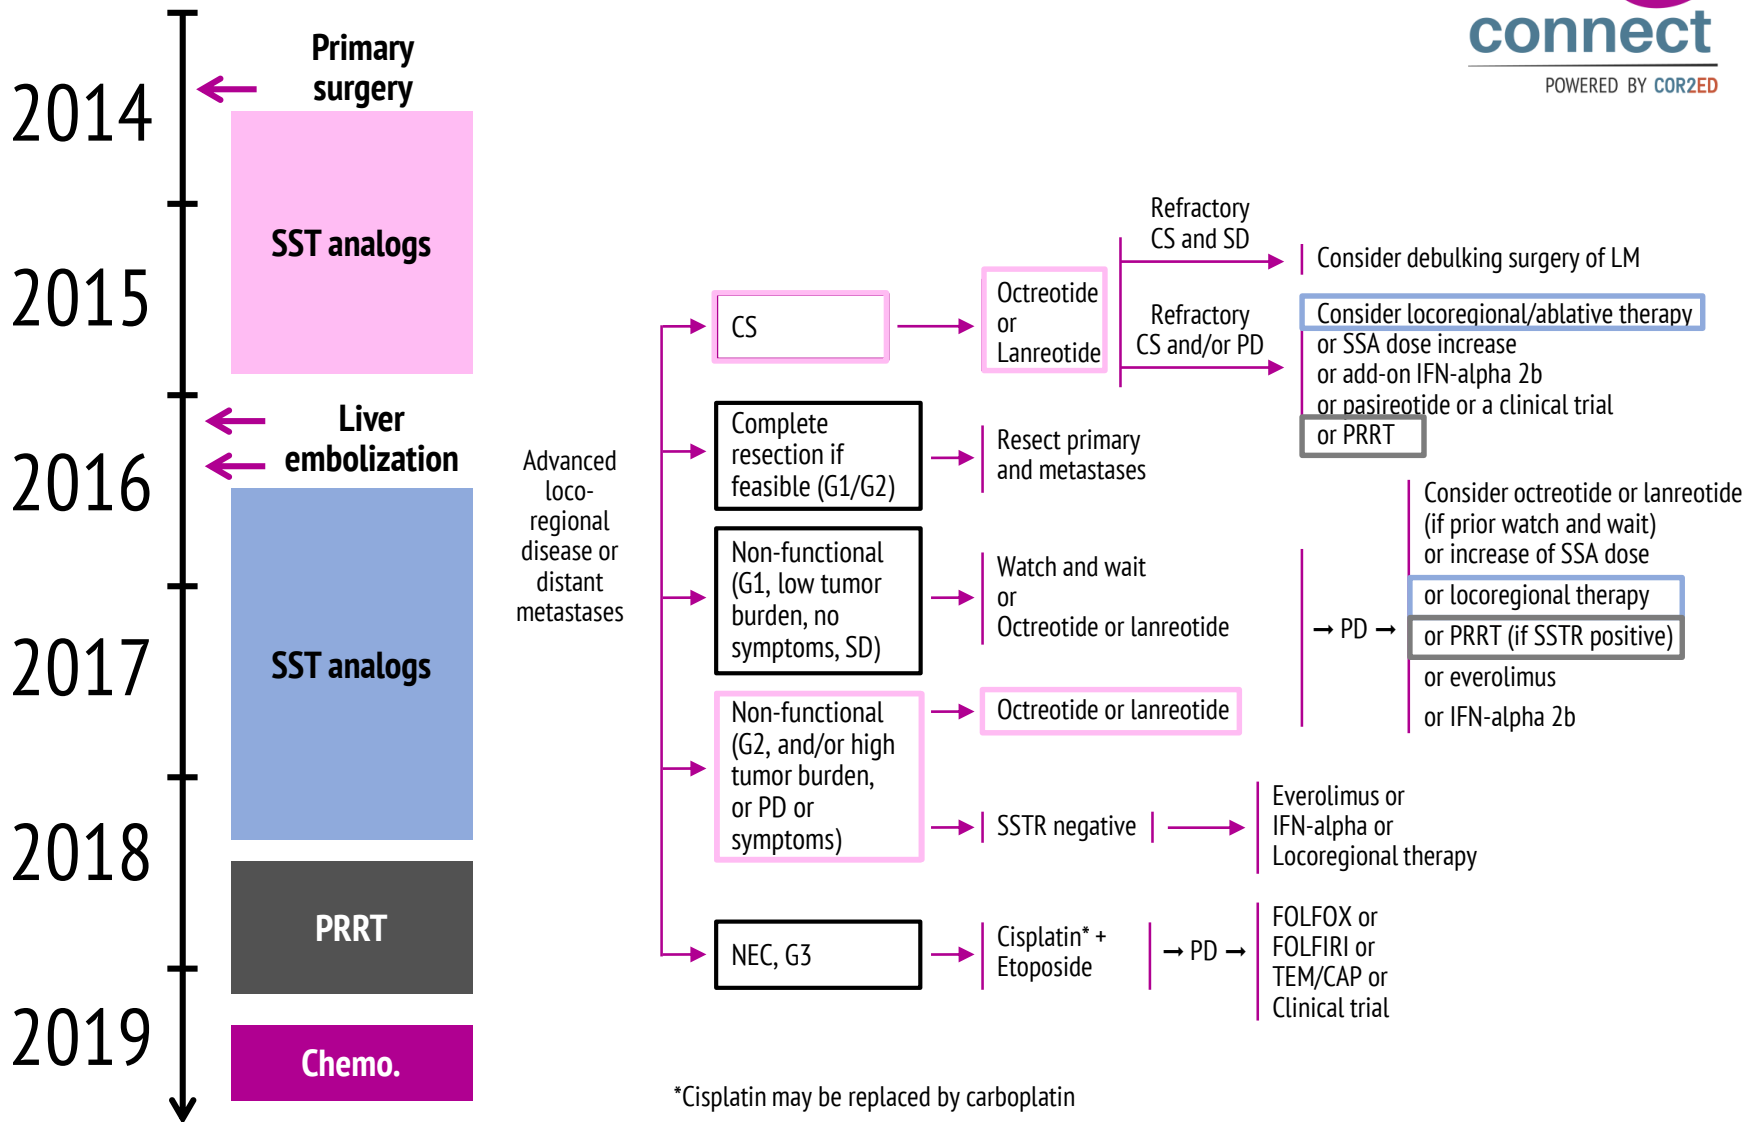 connect
POWERED BY COR2ED
2014
2015
2016
2017
2018
2019
Primary
surgery
SST analogs
Liver
embolization
SST analogs
PRRT
Chemo.
Advanced
loco-
regional
disease or
distant
metastases
CS
Octreotide
or
Lanreotide
Refractory
CS and SD
Consider debulking surgery of LM
Refractory
CS and/or PD
Consider locoregional/ablative therapy
or SSA dose increase
or add-on IFN-alpha 2b
or pasireotide or a clinical trial
or PRRT
Complete
resection if
feasible (G1/G2)
Resect primary
and metastases
Non-functional
(G1, low tumor
burden, no
symptoms, SD)
Watch and wait
or
Octreotide or lanreotide
Non-functional
(G2, and/or high
tumor burden,
or PD or
symptoms)
Octreotide or lanreotide
→ PD →
Consider octreotide or lanreotide
(if prior watch and wait)
or increase of SSA dose
or locoregional therapy
or PRRT (if SSTR positive)
or everolimus
or IFN-alpha 2b
SSTR negative
Everolimus or
IFN-alpha or
Locoregional therapy
NEC, G3
Cisplatin* +
Etoposide
→ PD →
FOLFOX or
FOLFIRI or
TEM/CAP or
Clinical trial
*Cisplatin may be replaced by carboplatin